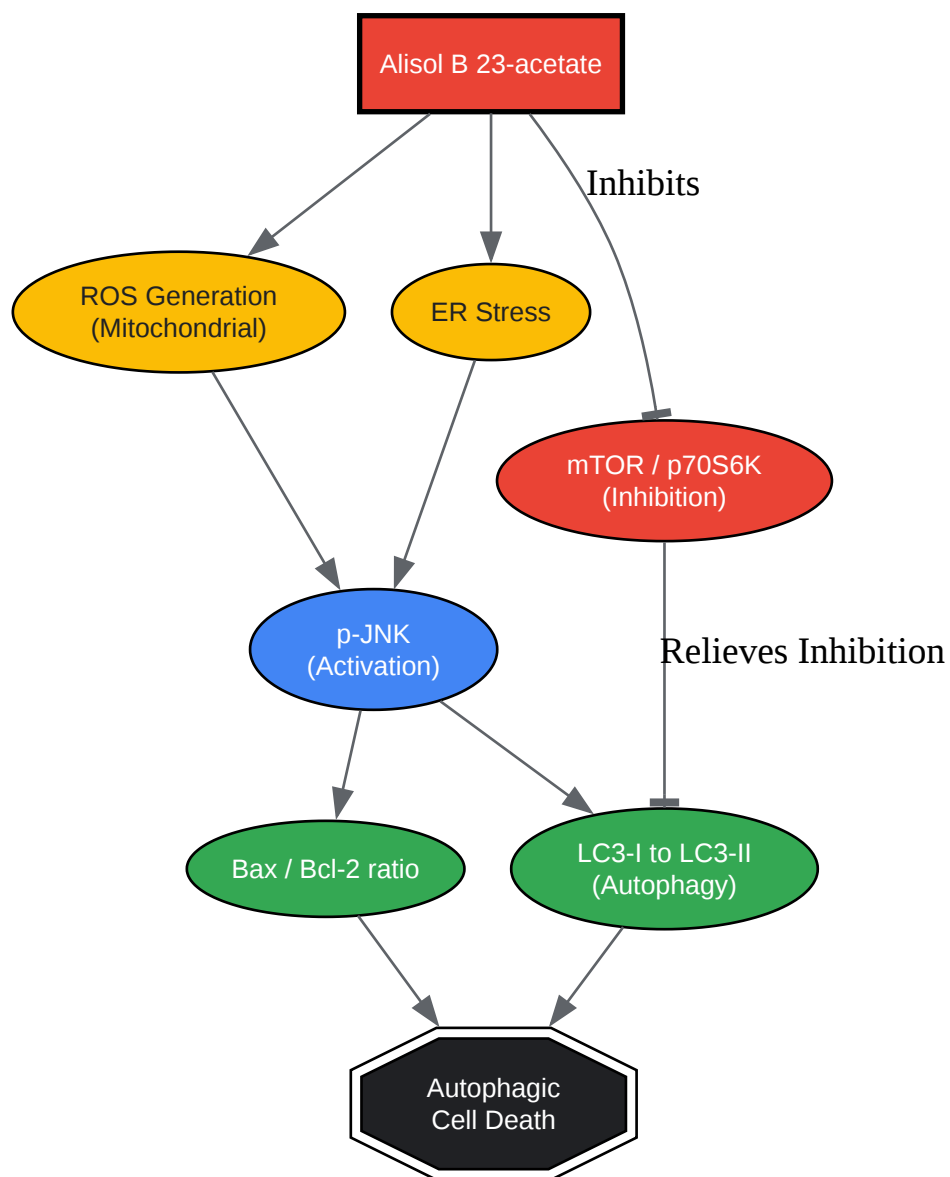 Alisol B 23-acetate
Inhibits
ROS Generation
(Mitochondrial)
ER Stress
mTOR / p70S6K
(Inhibition)
p-JNK
(Activation)
Relieves Inhibition
Bax / Bcl-2 ratio
LC3-I to LC3-II
(Autophagy)
Autophagic
Cell Death